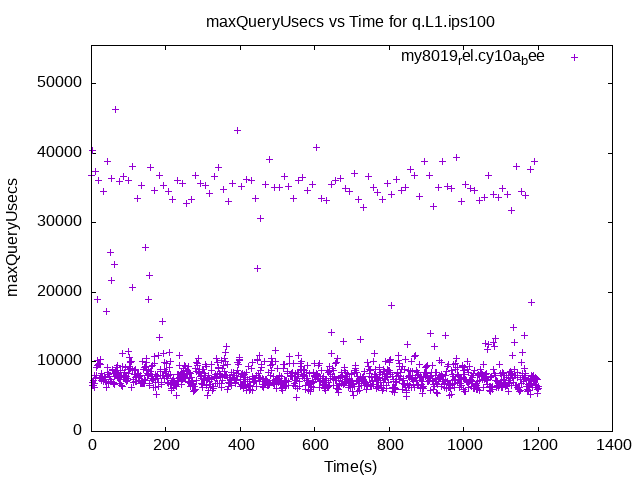 maxQueryUsecs vs Time for q.L1.ips100
my8019rel.cy10abee
50000
40000
30000
20000
10000
0
maxQueryUsecs
0 200 400 600 800 1000 1200 1400
Time(s)